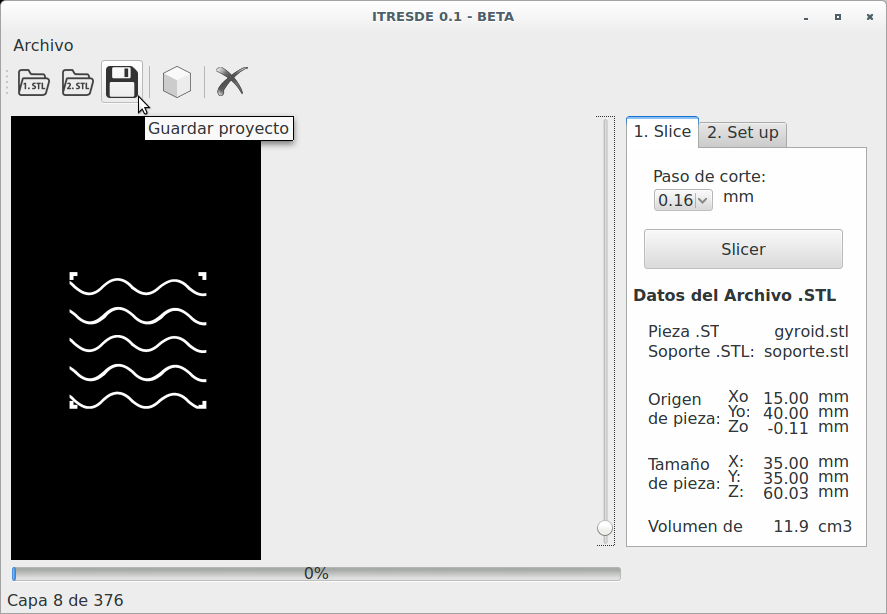 ITRESDE 0.1 - BETA
Archivo
1. STL
2. STL
Guardar proyecto
1. Slice
2. Set up
Paso de corte:
0.16 mm
Slicer
Datos del Archivo .STL
Pieza .ST gyroid.stl
Soporte .STL: soporte.stl
Origen
de pieza:
Xo 15.00 mm
Yo: 40.00 mm
Zo -0.11 mm
Tamaño
de pieza:
X: 35.00 mm
Y: 35.00 mm
Z: 60.03 mm
Volumen de 11.9 cm3
0%
Capa 8 de 376